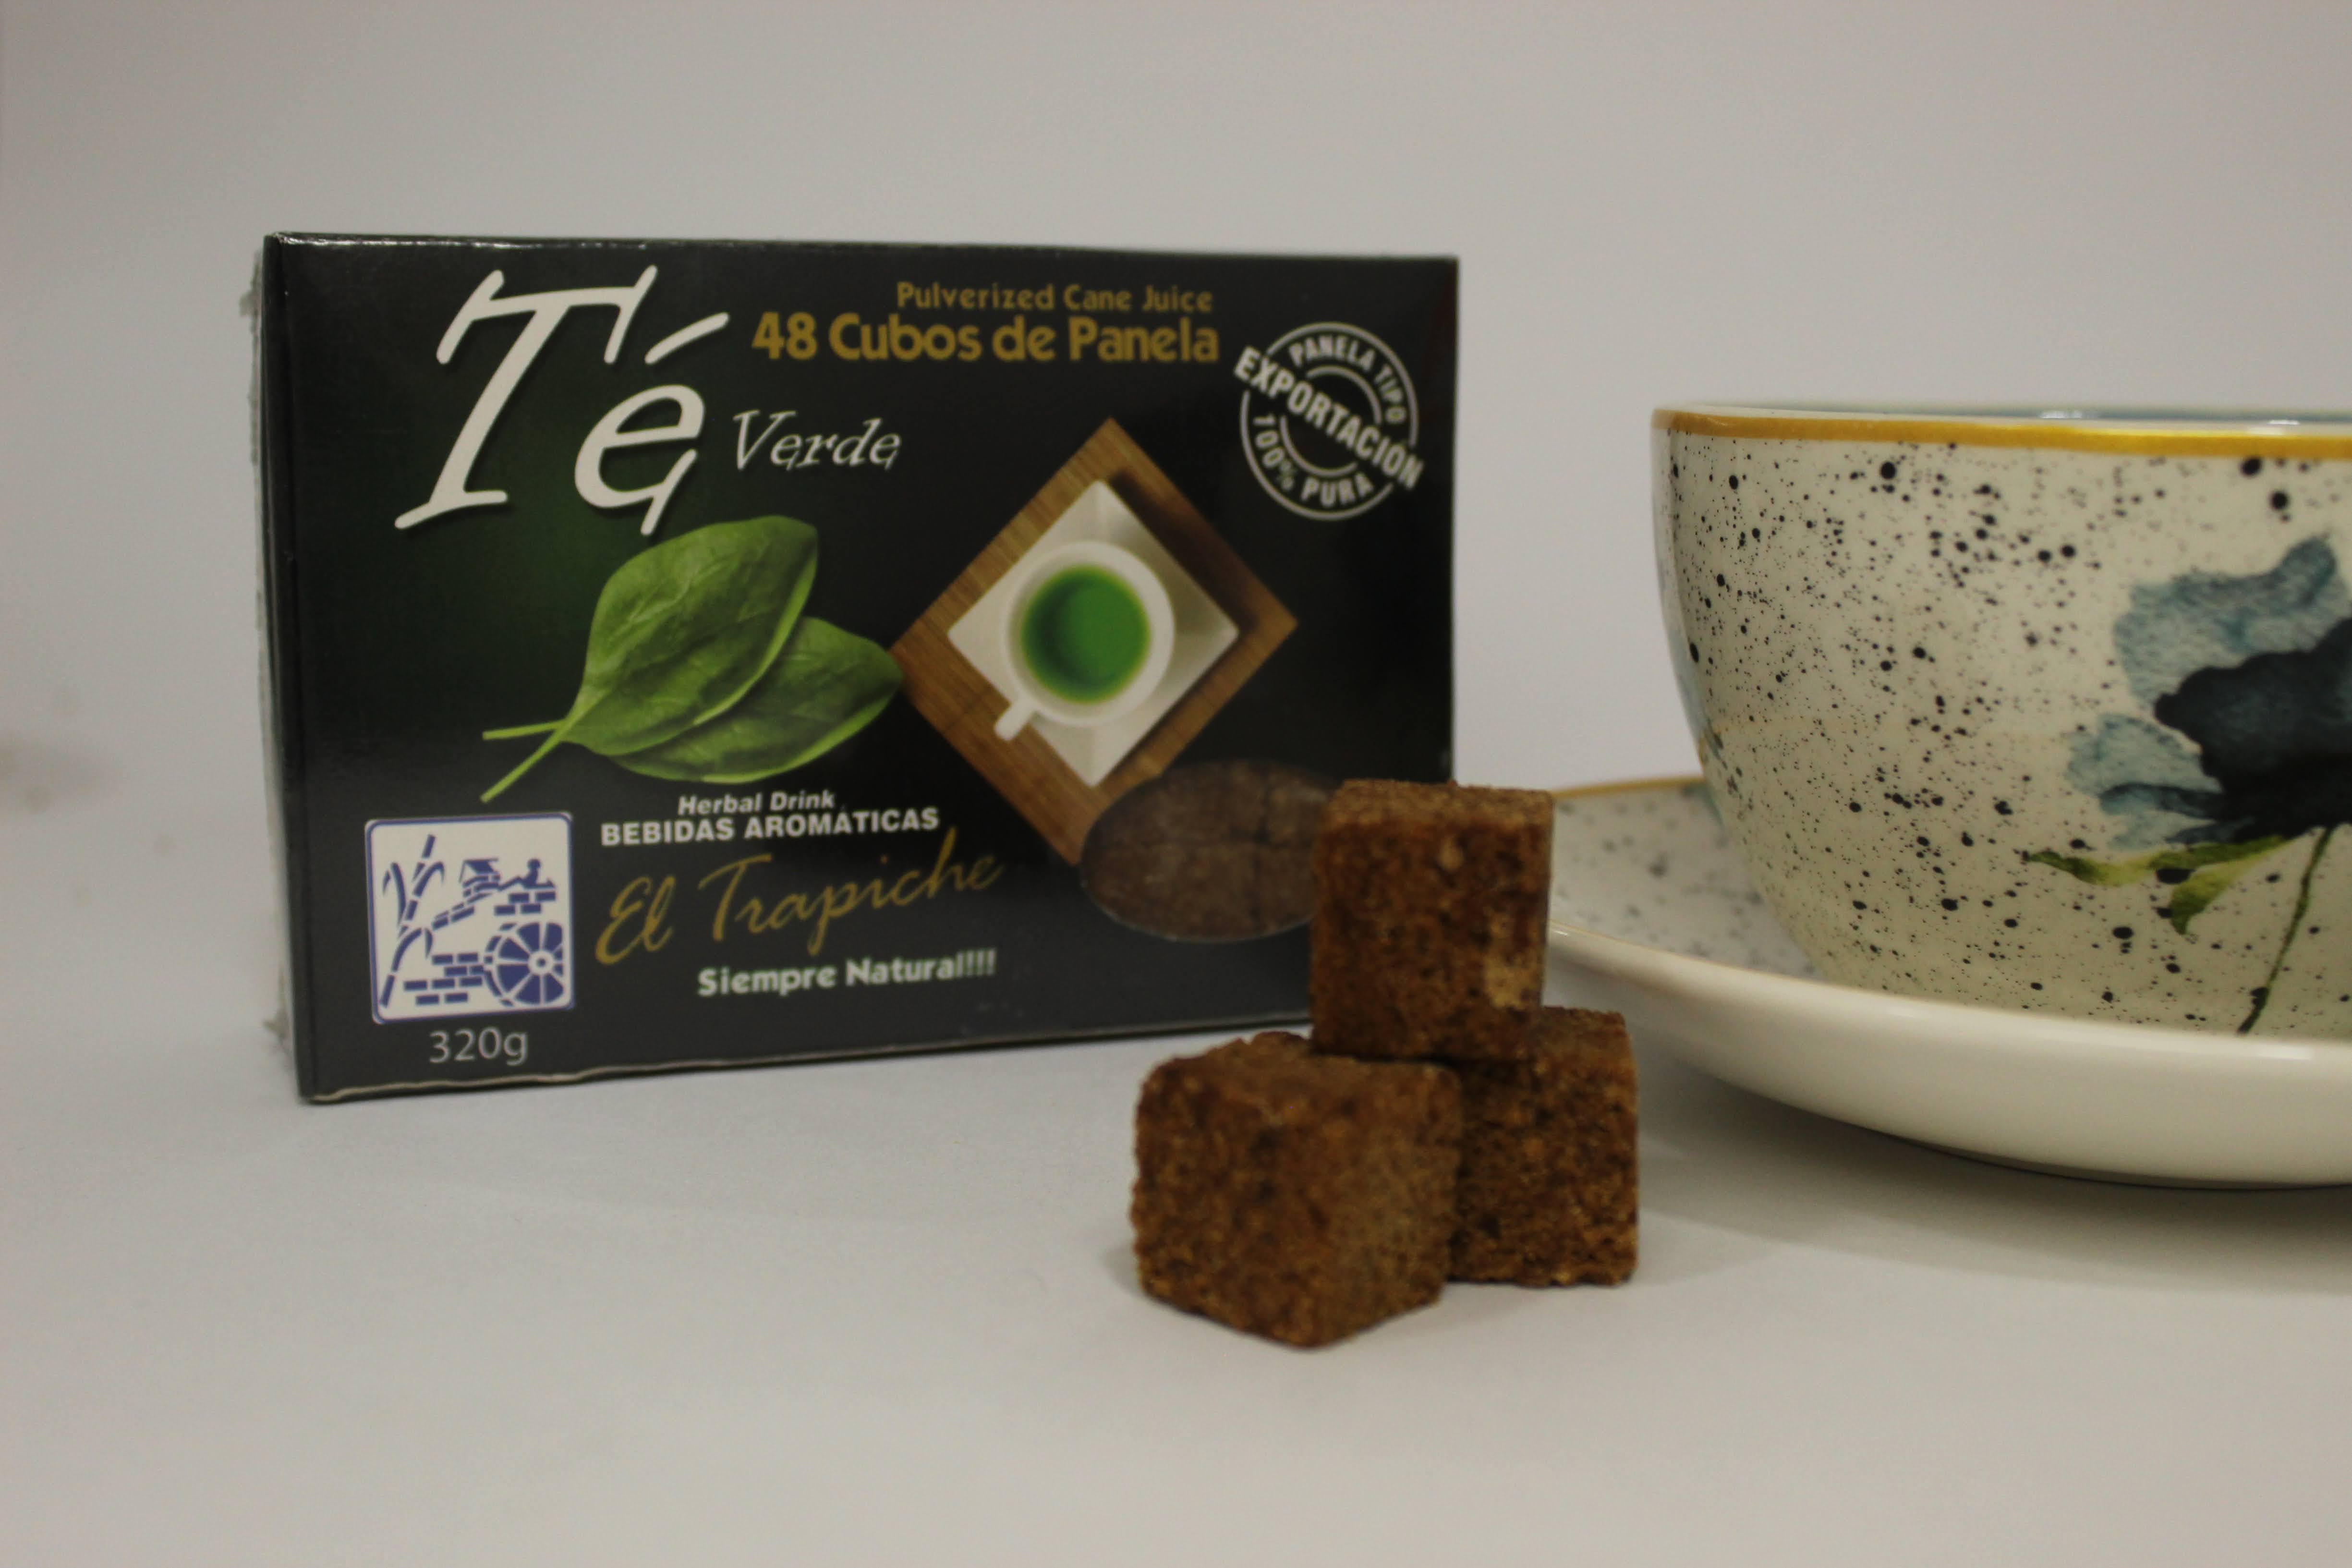 Té Verde
Pulverized Cane Juice
48 Cubos de Panela
PANELA TIPO
EXPORTACION
100% PURA
Herbal Drink
BEBIDAS AROMÁTICAS
El Trapiche
Siempre Natural!!!
320g